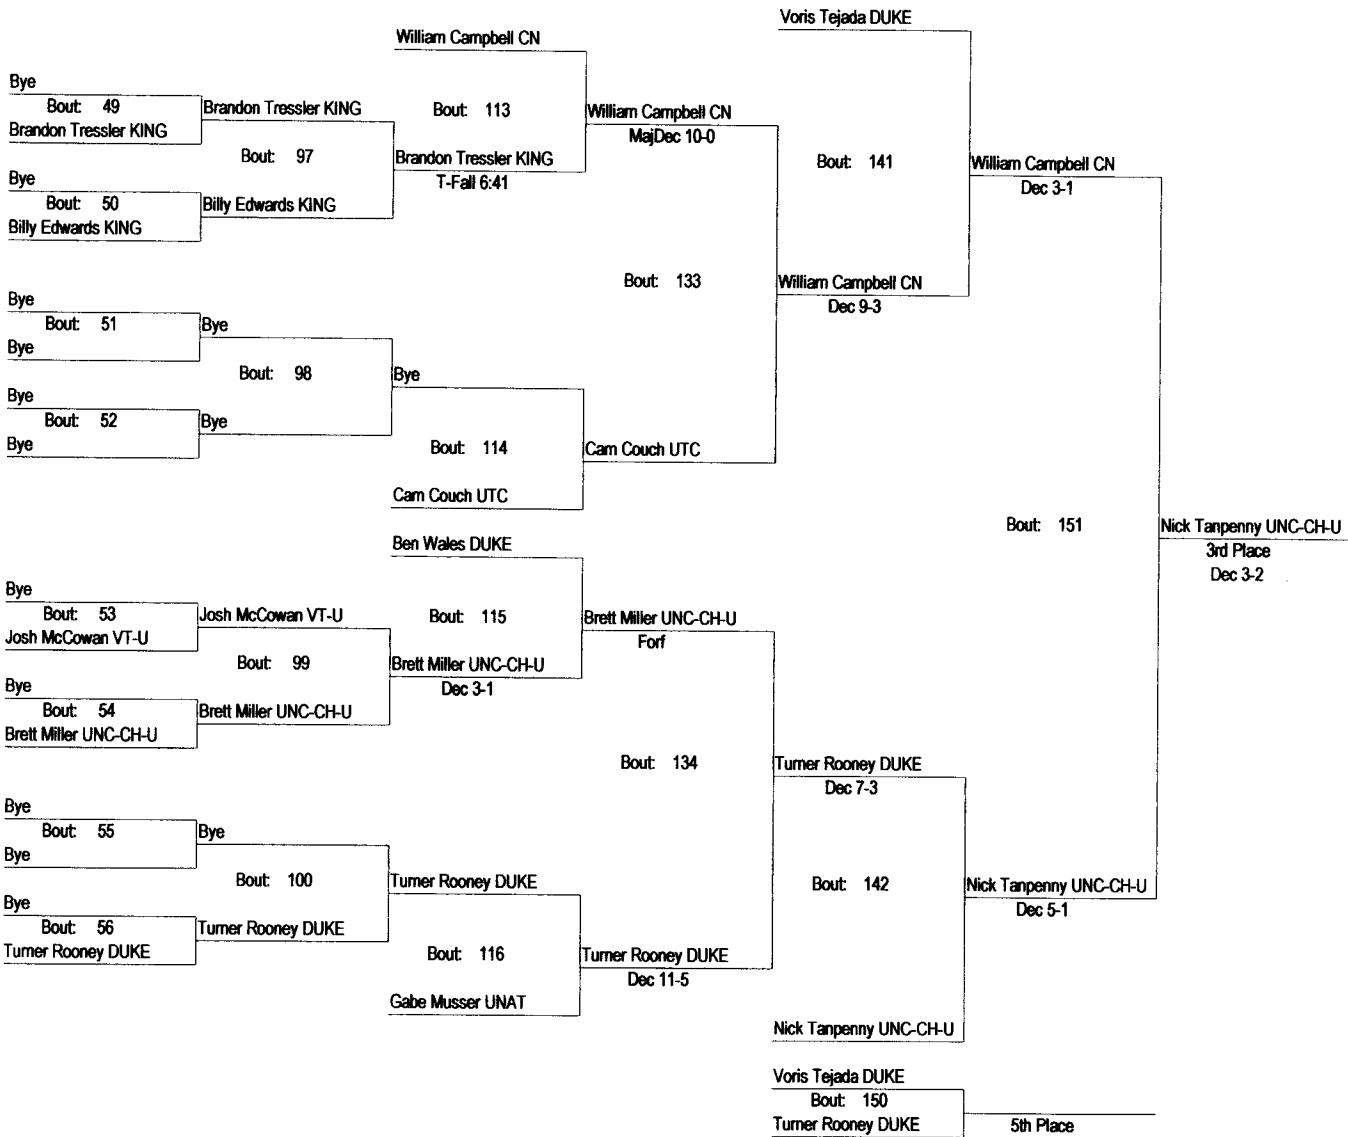 Voris Tejada DUKE
William Campbell CN
Bye
Bout: 49
Brandon Tressler KING
Brandon Tressler KING
Bout: 113
William Campbell CN
MajDec 10-0
Bout: 97
Brandon Tressler KING
T-Fall 6:41
Bout: 141
William Campbell CN
Dec 3-1
Bye
Bout: 50
Billy Edwards KING
Billy Edwards KING
Bout: 133
William Campbell CN
Dec 9-3
Bye
Bout: 51
Bye
Bye
Bout: 98
Bye
Bye
Bout: 52
Bye
Bye
Bout: 114
Cam Couch UTC
Cam Couch UTC
Bout: 151
Nick Tanpenny UNC-CH-U
3rd Place
Dec 3-2
Ben Wales DUKE
Bye
Bout: 53
Josh McCowan VT-U
Josh McCowan VT-U
Bout: 115
Brett Miller UNC-CH-U
Forf
Bout: 99
Brett Miller UNC-CH-U
Dec 3-1
Bye
Bout: 54
Brett Miller UNC-CH-U
Brett Miller UNC-CH-U
Bout: 134
Turner Rooney DUKE
Dec 7-3
Bye
Bout: 55
Bye
Bye
Bout: 100
Turner Rooney DUKE
Bout: 142
Nick Tanpenny UNC-CH-U
Dec 5-1
Bye
Bout: 56
Turner Rooney DUKE
Turner Rooney DUKE
Bout: 116
Turner Rooney DUKE
Dec 11-5
Gabe Musser UNAT
Nick Tanpenny UNC-CH-U
Voris Tejada DUKE
Bout: 150
Turner Rooney DUKE
5th Place